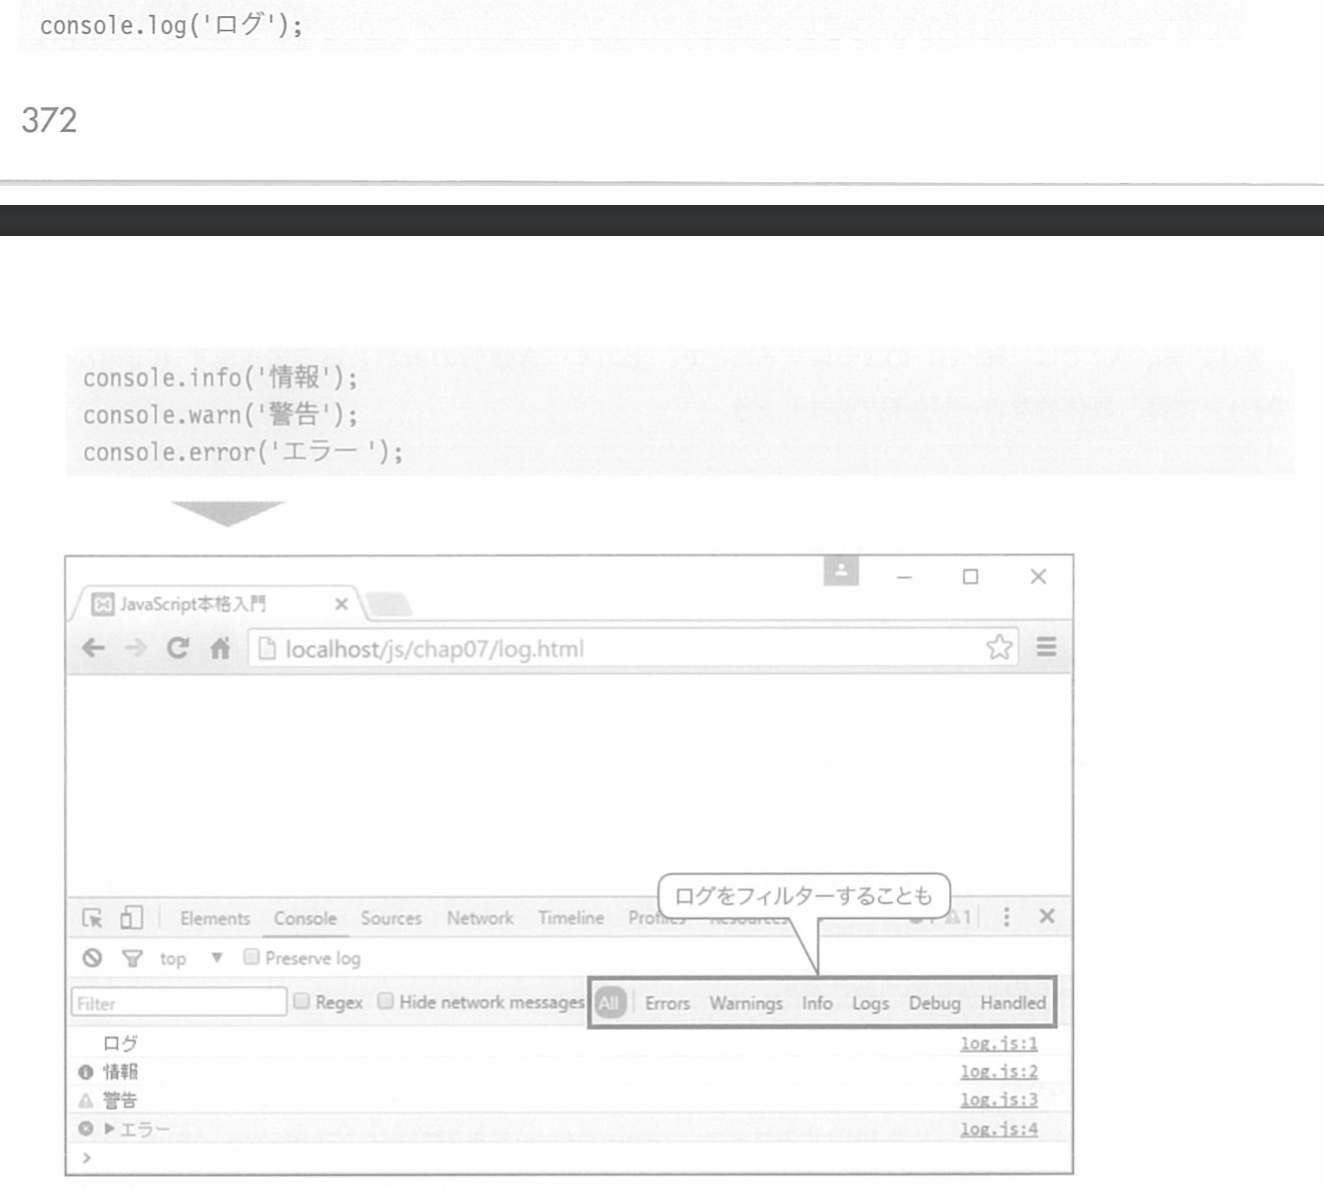 console.log('ログ');
372
console.info('情報');
console.warn('警告');
console.error('エラー ');
JavaScript本格入門
localhost/js/chap07/log.html
ログをフィルターすることも
Elements Console Sources Network Timeline Profiles Resources 1
top Preserve log
Filter Regex Hide network messages All Errors Warnings Info Logs Debug Handled
ログ log.js:1
情報 log.js:2
警告 log.js:3
エラー log.js:4
>